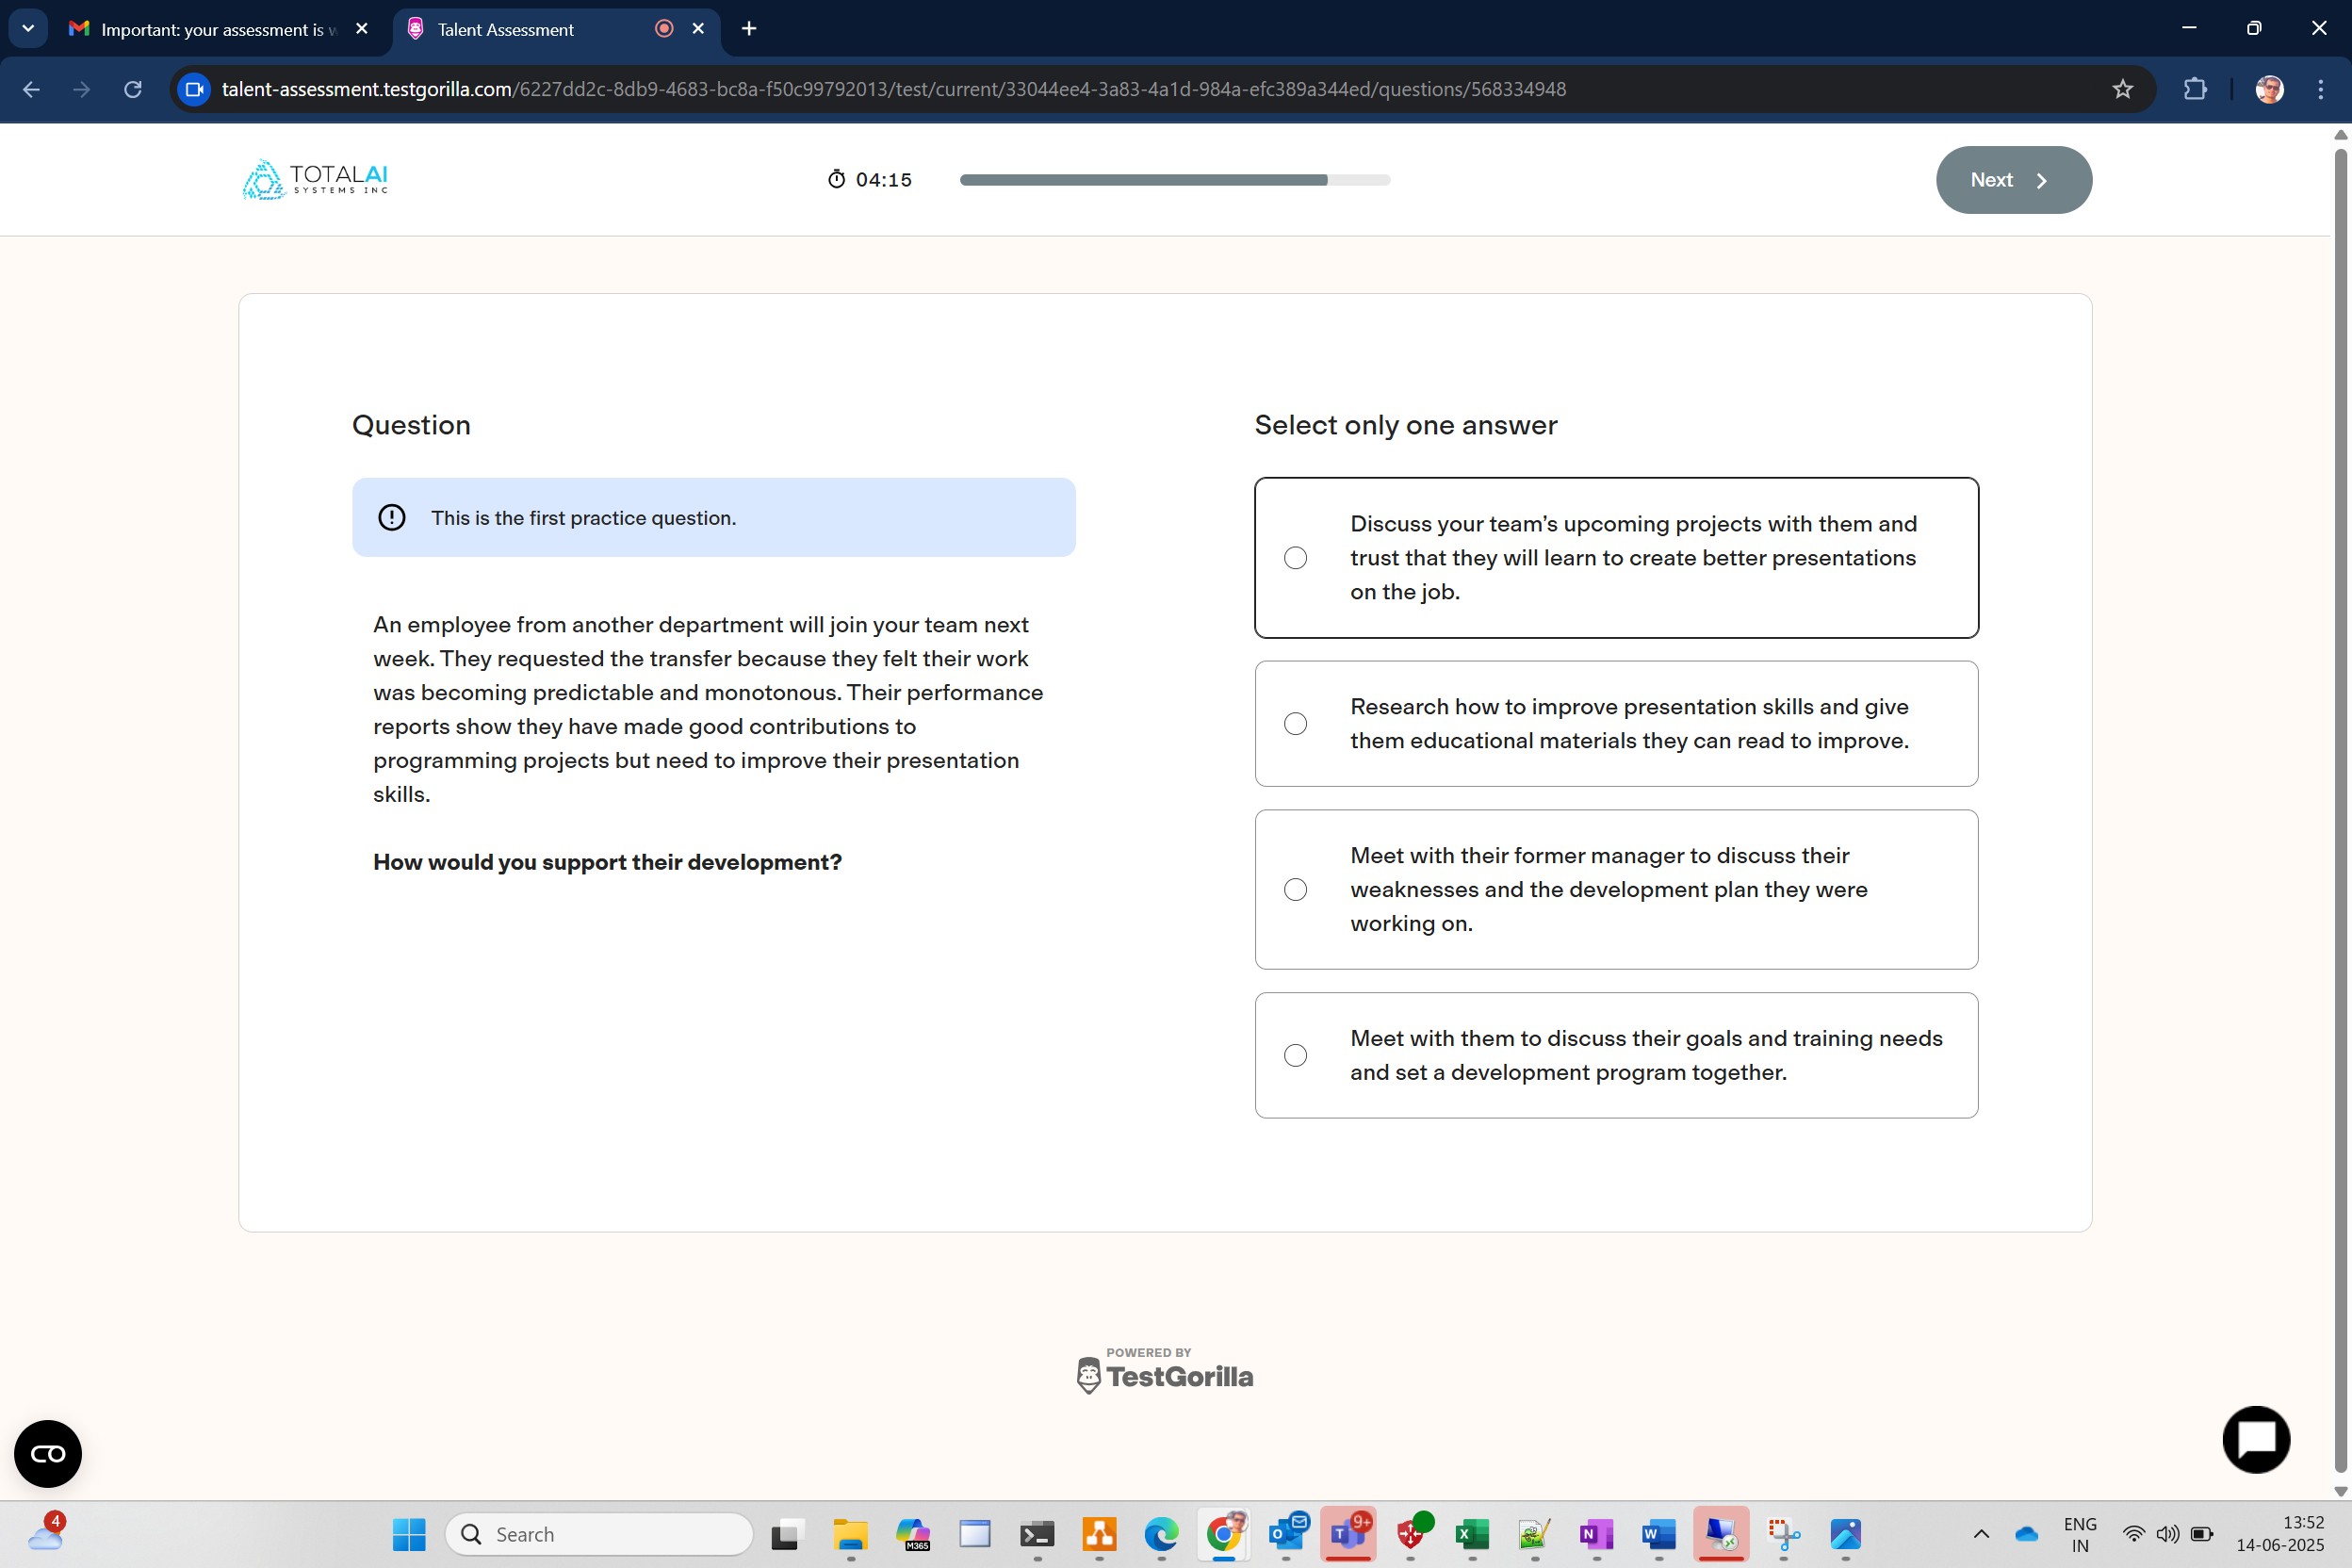 Important: your assessment is w
Talent Assessment
talent-assessment.testgorilla.com/6227dd2c-8db9-4683-bc8a-f50c99792013/test/current/33044ee4-3a83-4a1d-984a-efc389a344ed/questions/568334948
TOTALAI
SYSTEMS INC
04:15
Next
Question
This is the first practice question.
An employee from another department will join your team next
week. They requested the transfer because they felt their work
was becoming predictable and monotonous. Their performance
reports show they have made good contributions to
programming projects but need to improve their presentation
skills.
How would you support their development?
Select only one answer
Discuss your team’s upcoming projects with them and
trust that they will learn to create better presentations
on the job.
Research how to improve presentation skills and give
them educational materials they can read to improve.
Meet with their former manager to discuss their
weaknesses and the development plan they were
working on.
Meet with them to discuss their goals and training needs
and set a development program together.
POWERED BY
TestGorilla
4
Search
M365
9+
ENG
IN
13:52
14-06-2025